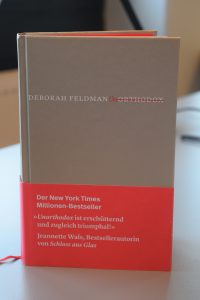 DEBORAH FELDMAN UNORTHODOX
Der New York Times
Millionen-Bestseller
»Unorthodox ist erschütternd
und zugleich triumphal!«
Jeannette Wals, Bestsellerautorin
von Schloss aus Glas